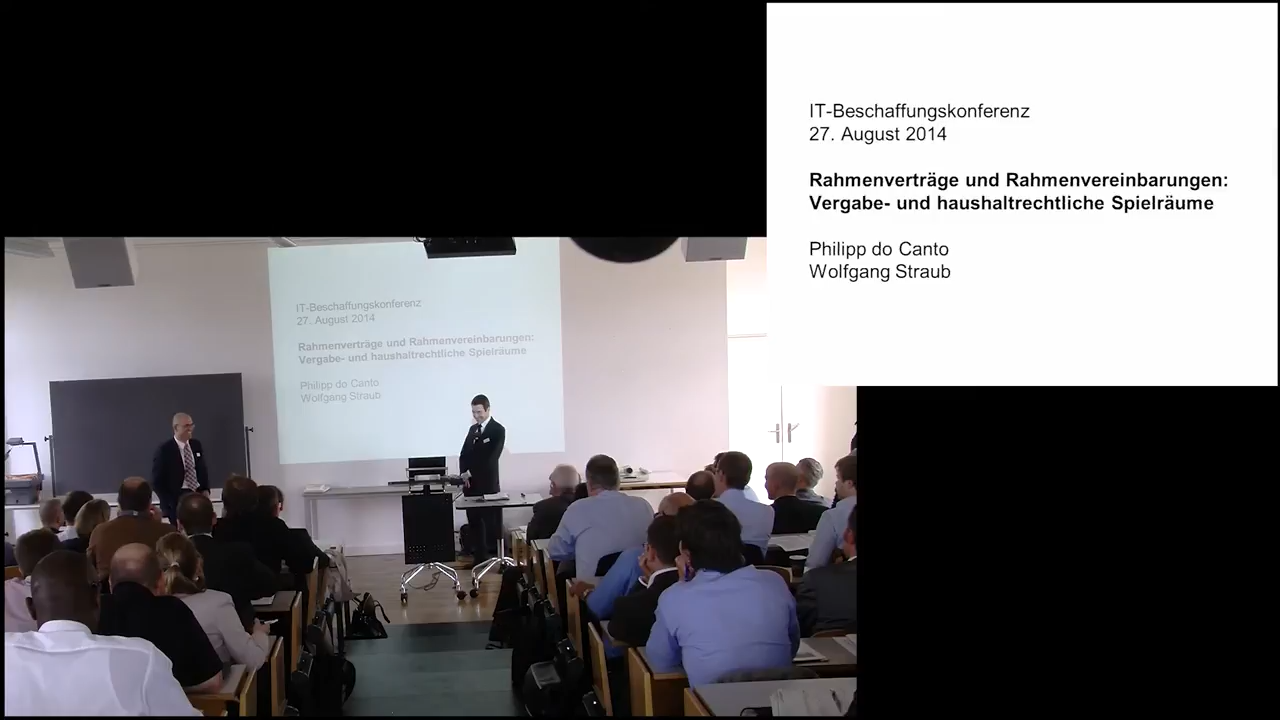 IT-Beschaffungskonferenz
27. August 2014
Rahmenverträge und Rahmenvereinbarungen:
Vergabe- und haushaltrechtliche Spielräume
Philipp do Canto
Wolfgang Straub
IT-Beschaffungskonferenz
27. August 2014
Rahmenverträge und Rahmenvereinbarungen:
Vergabe- und haushaltrechtliche Spielräume
Philipp do Canto
Wolfgang Straub